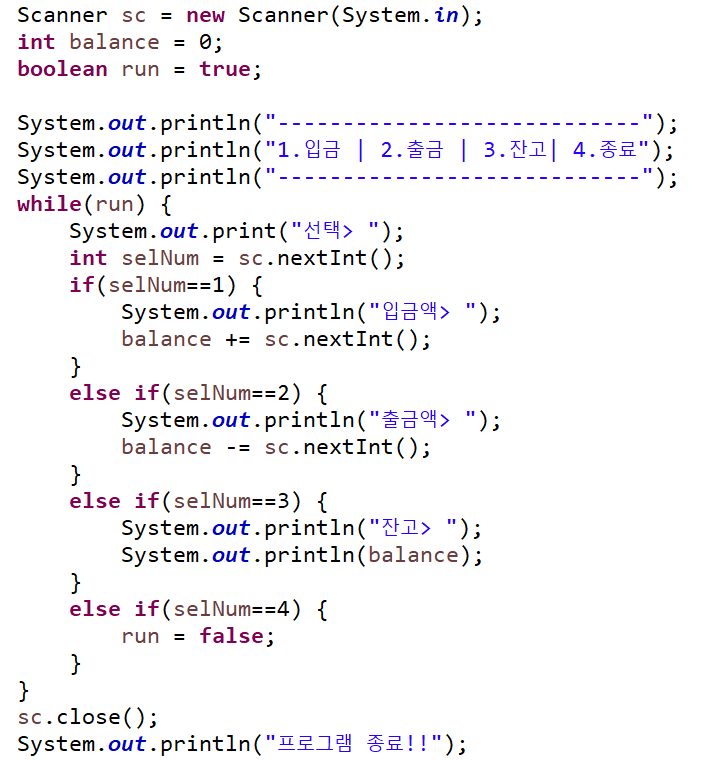 Scanner sc = new Scanner(System.in);
int balance = 0;
boolean run = true;

System.out.println("----------------------------");
System.out.println("1.입금 | 2.출금 | 3.잔고| 4.종료");
System.out.println("----------------------------");
while(run) {
    System.out.print("선택> ");
    int selNum = sc.nextInt();
    if(selNum==1) {
        System.out.println("입금액> ");
        balance += sc.nextInt();
    }
    else if(selNum==2) {
        System.out.println("출금액> ");
        balance -= sc.nextInt();
    }
    else if(selNum==3) {
        System.out.println("잔고> ");
        System.out.println(balance);
    }
    else if(selNum==4) {
        run = false;
    }
}
sc.close();
System.out.println("프로그램 종료!!");